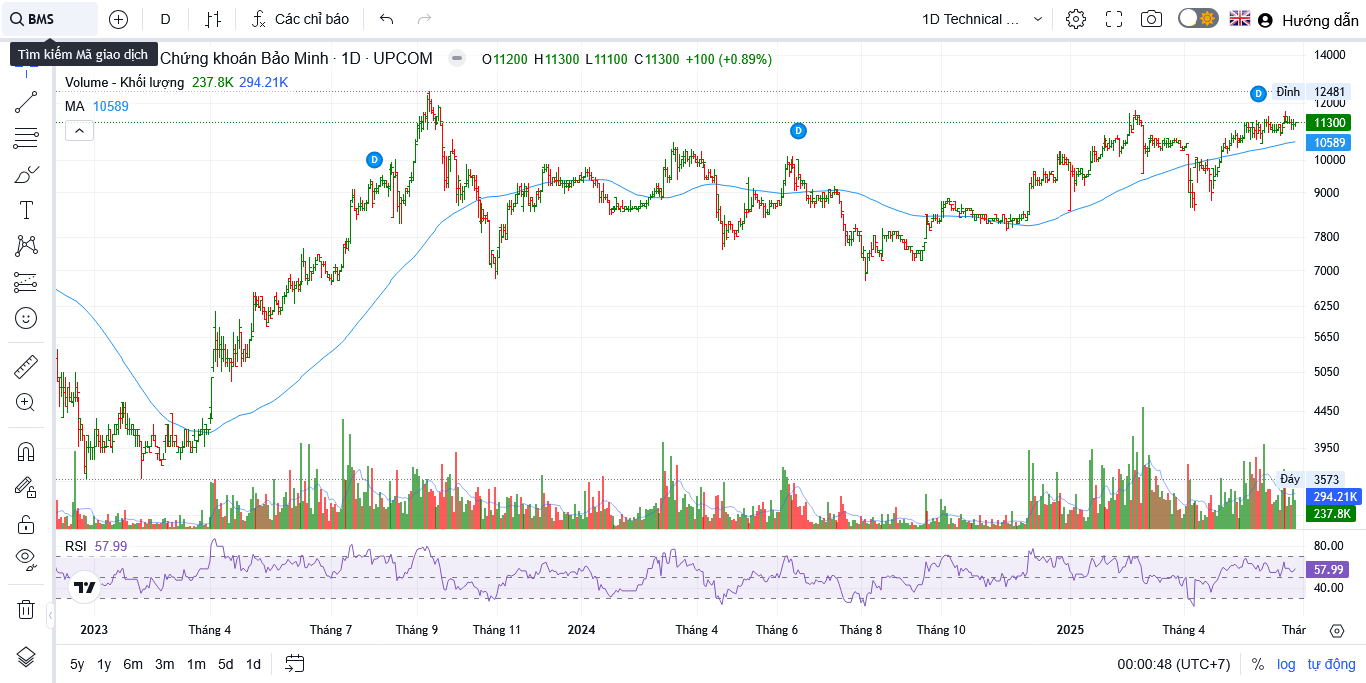 BMS
D
Các chỉ báo
1D Technical ...
Hướng dẫn
Tìm kiếm Mã giao dịch
Chứng khoán Bảo Minh · 1D · UPCOM
O11200 H11300 L11100 C11300 +100 (+0.89%)
Volume - Khối lượng 237.8K 294.21K
MA 10589
D
D
D
Đỉnh 12481
14000
12000
11300
10589
10000
9000
7800
7000
6250
5650
5050
4450
3950
Đáy 3573
294.21K
237.8K
RSI 57.99
80.00
57.99
40.00
2023 Tháng 4 Tháng 7 Tháng 9 Tháng 11 2024 Tháng 4 Tháng 6 Tháng 8 Tháng 10 2025 Tháng 4 Thár
5y 1y 6m 3m 1m 5d 1d
00:00:48 (UTC+7) % log tự động